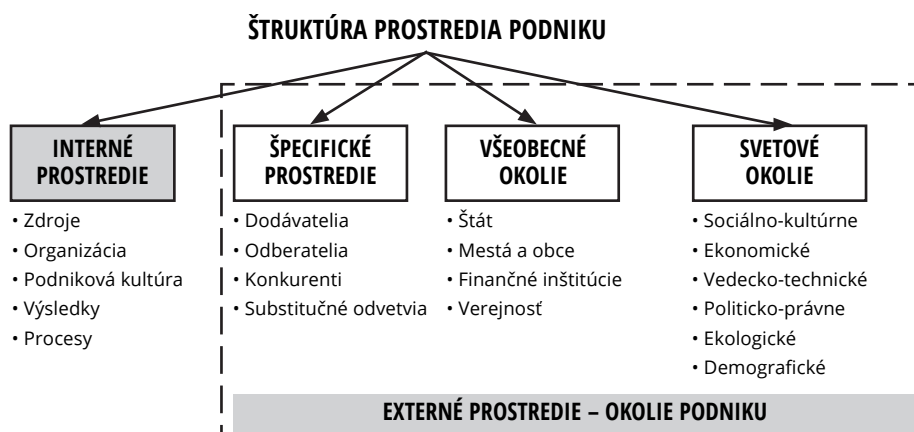 ŠTRUKTÚRA PROSTREDIA PODNIKU
INTERNÉ
PROSTREDIE
• Zdroje
• Organizácia
• Podniková kultúra
• Výsledky
• Procesy
ŠPECIFICKÉ
PROSTREDIE
• Dodávatelia
• Odberatelia
• Konkurenti
• Substitučné odvetvia
VŠEOBECNÉ
OKOLIE
• Štát
• Mestá a obce
• Finančné inštitúcie
• Verejnosť
SVETOVÉ
OKOLIE
• Sociálno-kultúrne
• Ekonomické
• Vedecko-technické
• Politicko-právne
• Ekologické
• Demografické
EXTERNÉ PROSTREDIE – OKOLIE PODNIKU